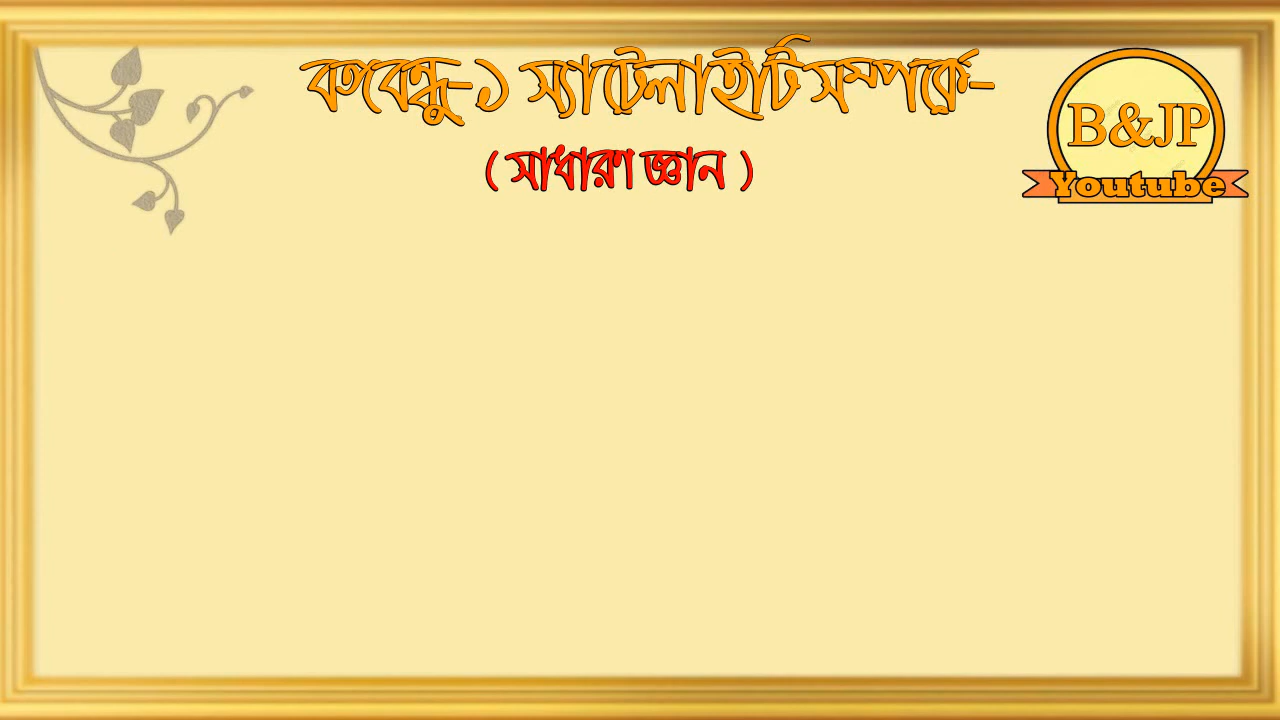 বঙ্গবন্ধু-১ স্যাটেলাইট সম্পর্কে-
( সাধারণ জ্ঞান )
B&JP
Youtube